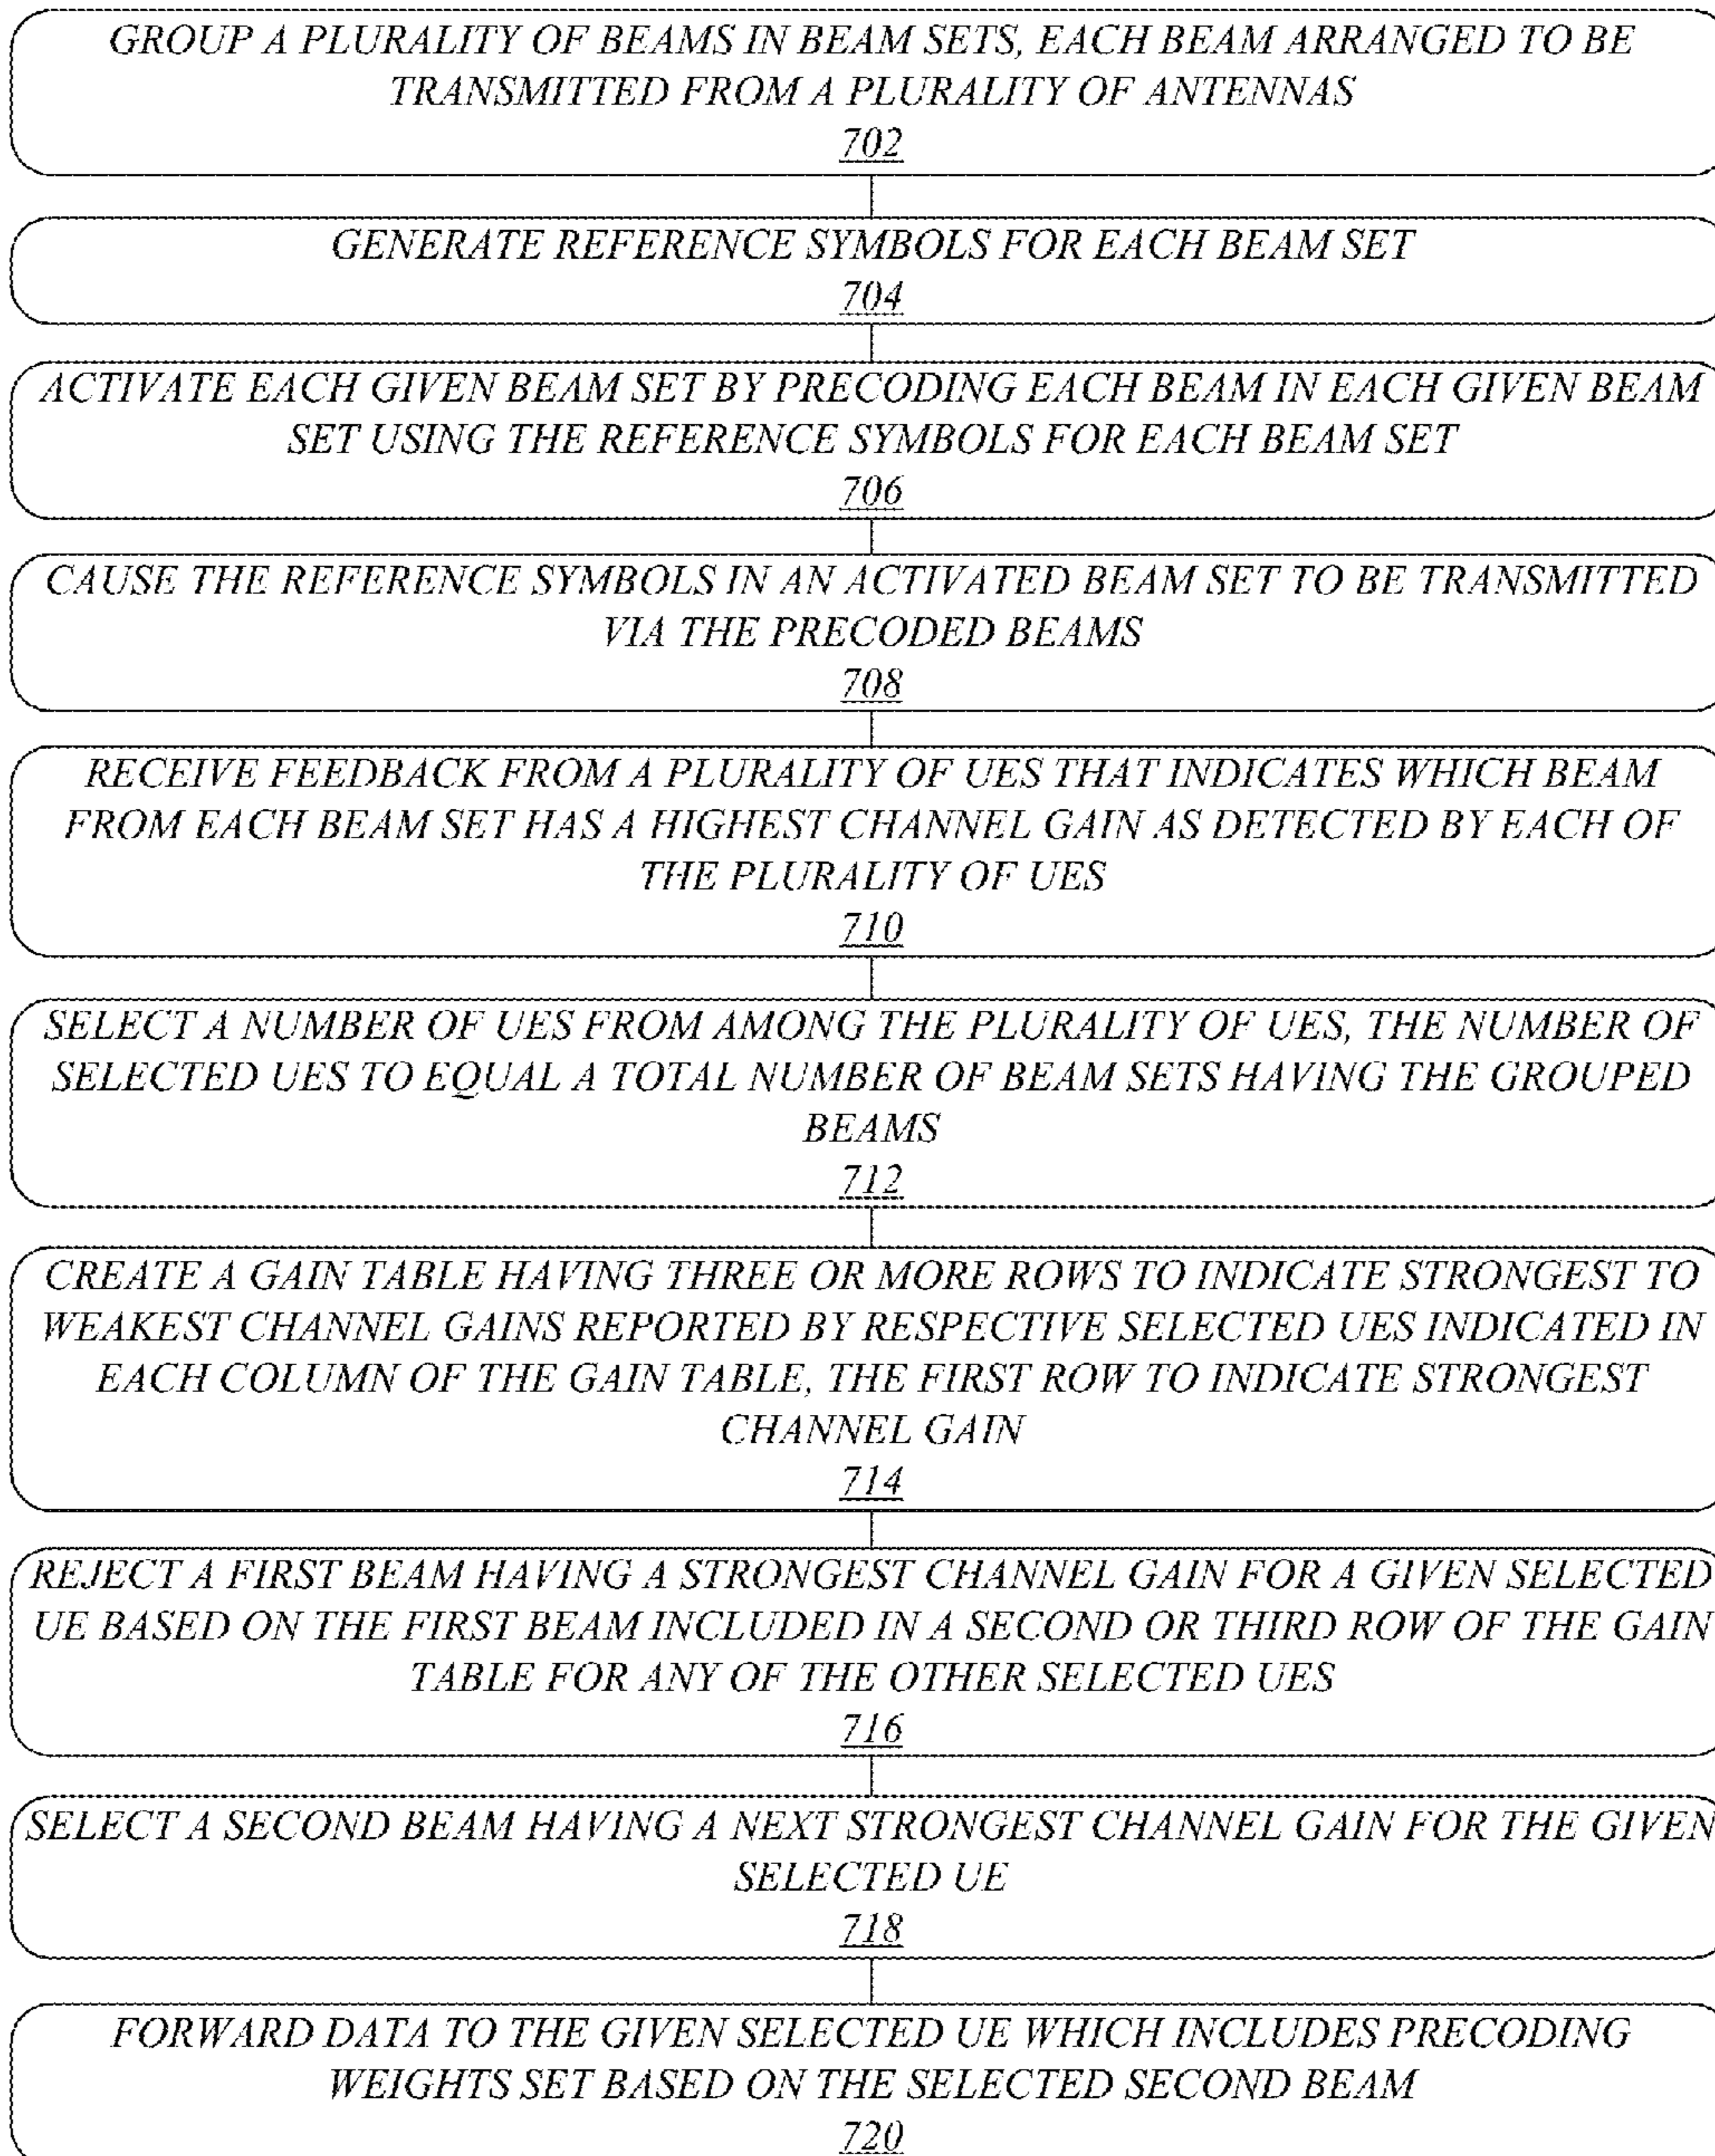 GROUP A PLURALITY OF BEAMS IN BEAM SETS, EACH BEAM ARRANGED TO BE
TRANSMITTED FROM A PLURALITY OF ANTENNAS
702
GENERATE REFERENCE SYMBOLS FOR EACH BEAM SET
704
ACTIVATE EACH GIVEN BEAM SET BY PRECODING EACH BEAM IN EACH GIVEN BEAM
SET USING THE REFERENCE SYMBOLS FOR EACH BEAM SET
706
CAUSE THE REFERENCE SYMBOLS IN AN ACTIVATED BEAM SET TO BE TRANSMITTED
VIA THE PRECODED BEAMS
708
RECEIVE FEEDBACK FROM A PLURALITY OF UES THAT INDICATES WHICH BEAM
FROM EACH BEAM SET HAS A HIGHEST CHANNEL GAIN AS DETECTED BY EACH OF
THE PLURALITY OF UES
710
SELECT A NUMBER OF UES FROM AMONG THE PLURALITY OF UES, THE NUMBER OF
SELECTED UES TO EQUAL A TOTAL NUMBER OF BEAM SETS HAVING THE GROUPED
BEAMS
712
CREATE A GAIN TABLE HAVING THREE OR MORE ROWS TO INDICATE STRONGEST TO
WEAKEST CHANNEL GAINS REPORTED BY RESPECTIVE SELECTED UES INDICATED IN
EACH COLUMN OF THE GAIN TABLE, THE FIRST ROW TO INDICATE STRONGEST
CHANNEL GAIN
714
REJECT A FIRST BEAM HAVING A STRONGEST CHANNEL GAIN FOR A GIVEN SELECTED
UE BASED ON THE FIRST BEAM INCLUDED IN A SECOND OR THIRD ROW OF THE GAIN
TABLE FOR ANY OF THE OTHER SELECTED UES
716
SELECT A SECOND BEAM HAVING A NEXT STRONGEST CHANNEL GAIN FOR THE GIVEN
SELECTED UE
718
FORWARD DATA TO THE GIVEN SELECTED UE WHICH INCLUDES PRECODING
WEIGHTS SET BASED ON THE SELECTED SECOND BEAM
720